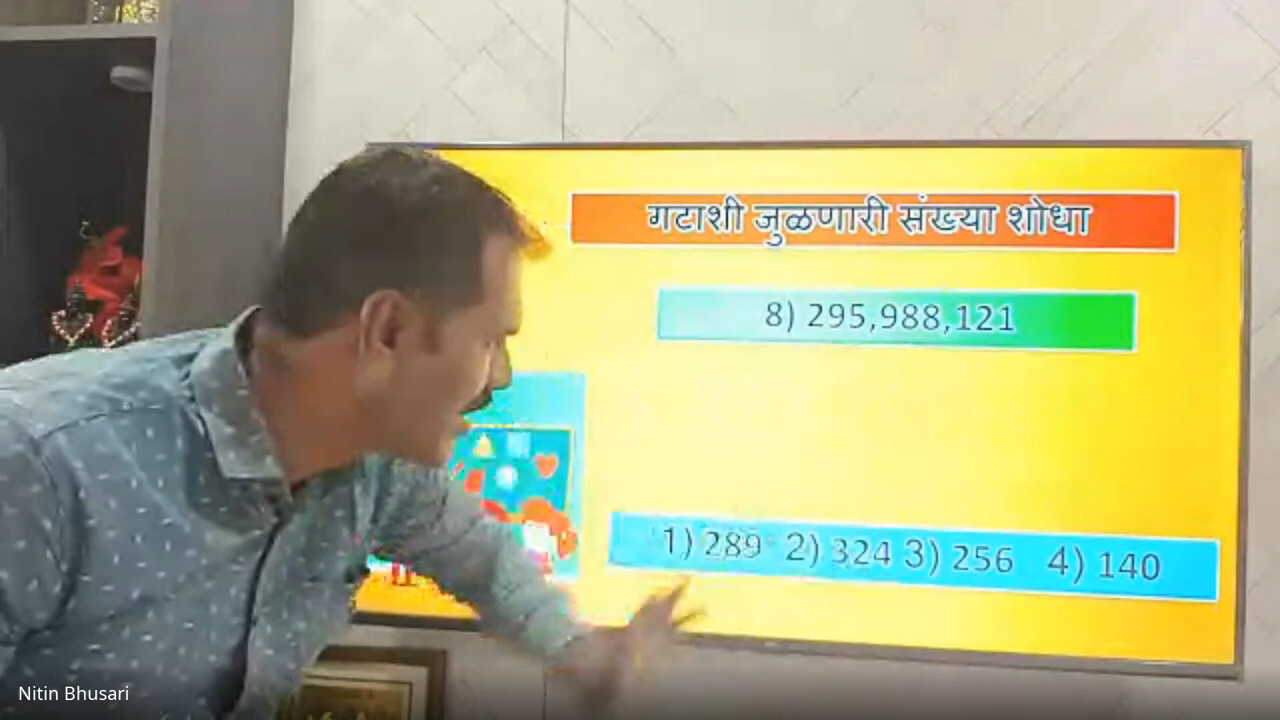 गटाशी जुळणारी संख्या शोधा
8) 295,988,121
1) 289 2) 324 3) 256 4) 140
Nitin Bhusari